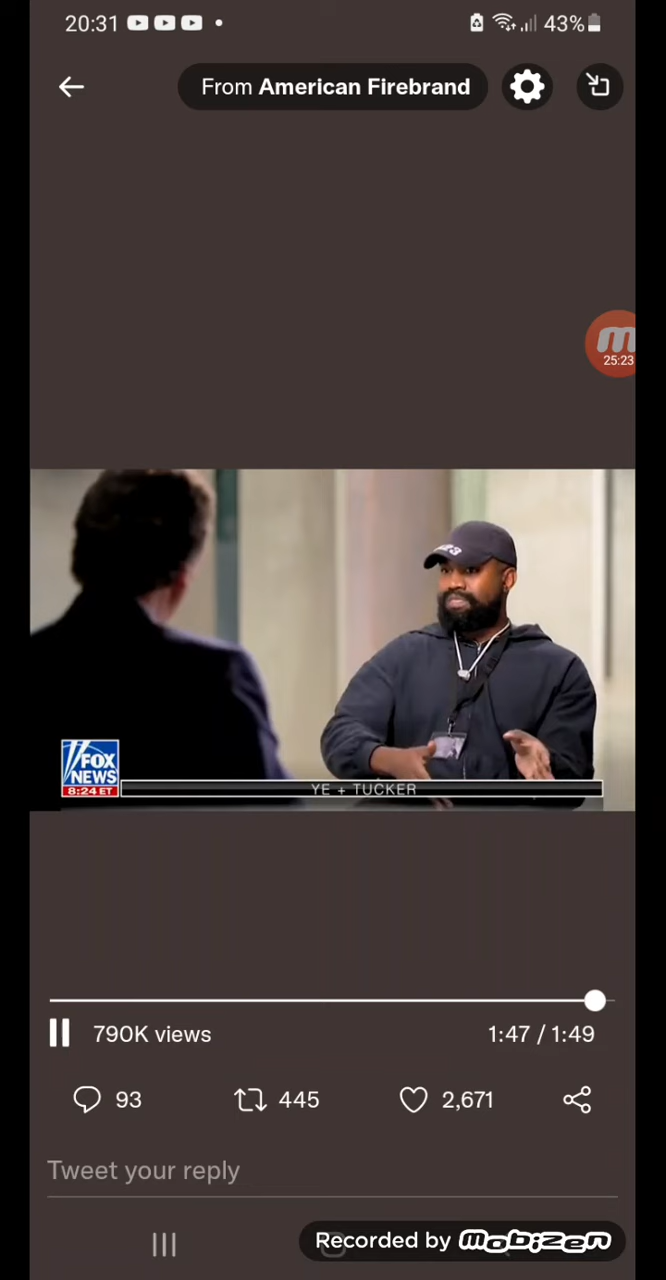 20:31
43%
From American Firebrand
25:23
FOX
NEWS
8:24 ET
YE + TUCKER
790K views
1:47 / 1:49
93
445
2,671
Tweet your reply
Recorded by mobizen